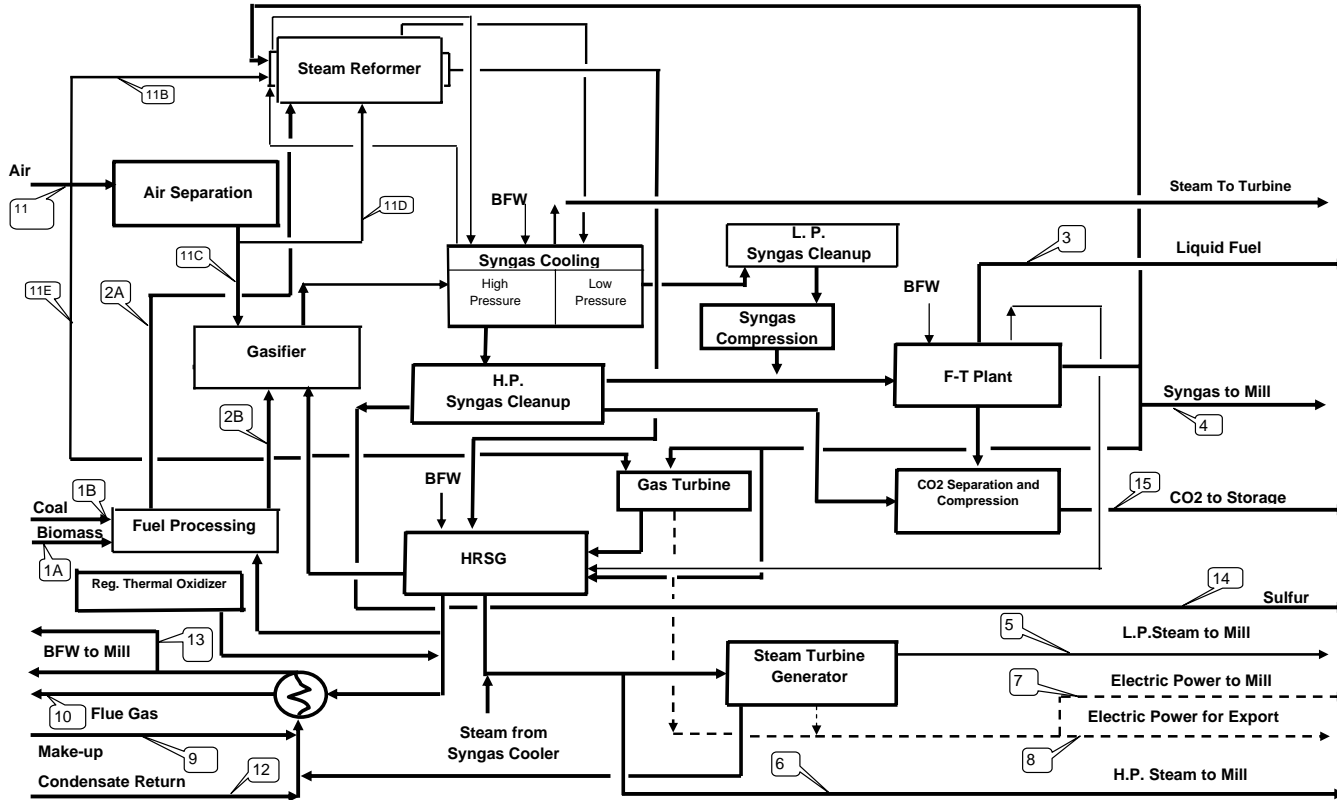 Steam Reformer
11B
Air
11
Air Separation
11D
BFW
Steam To Turbine
L. P.
Syngas Cleanup
3
Liquid Fuel
11C
Syngas Cooling
High
Pressure
Low
Pressure
11E
2A
BFW
Syngas
Compression
Gasifier
H.P.
Syngas Cleanup
F-T Plant
Syngas to Mill
4
2B
BFW
Gas Turbine
CO2 Separation and
Compression
15
CO2 to Storage
1B
Coal
Biomass
1A
Fuel Processing
HRSG
Reg. Thermal Oxidizer
14
Sulfur
13
BFW to Mill
5
L.P.Steam to Mill
Steam Turbine
Generator
7
Electric Power to Mill
10
Flue Gas
Electric Power for Export
8
Steam from
Syngas Cooler
Make-up
9
Condensate Return
12
6
H.P. Steam to Mill